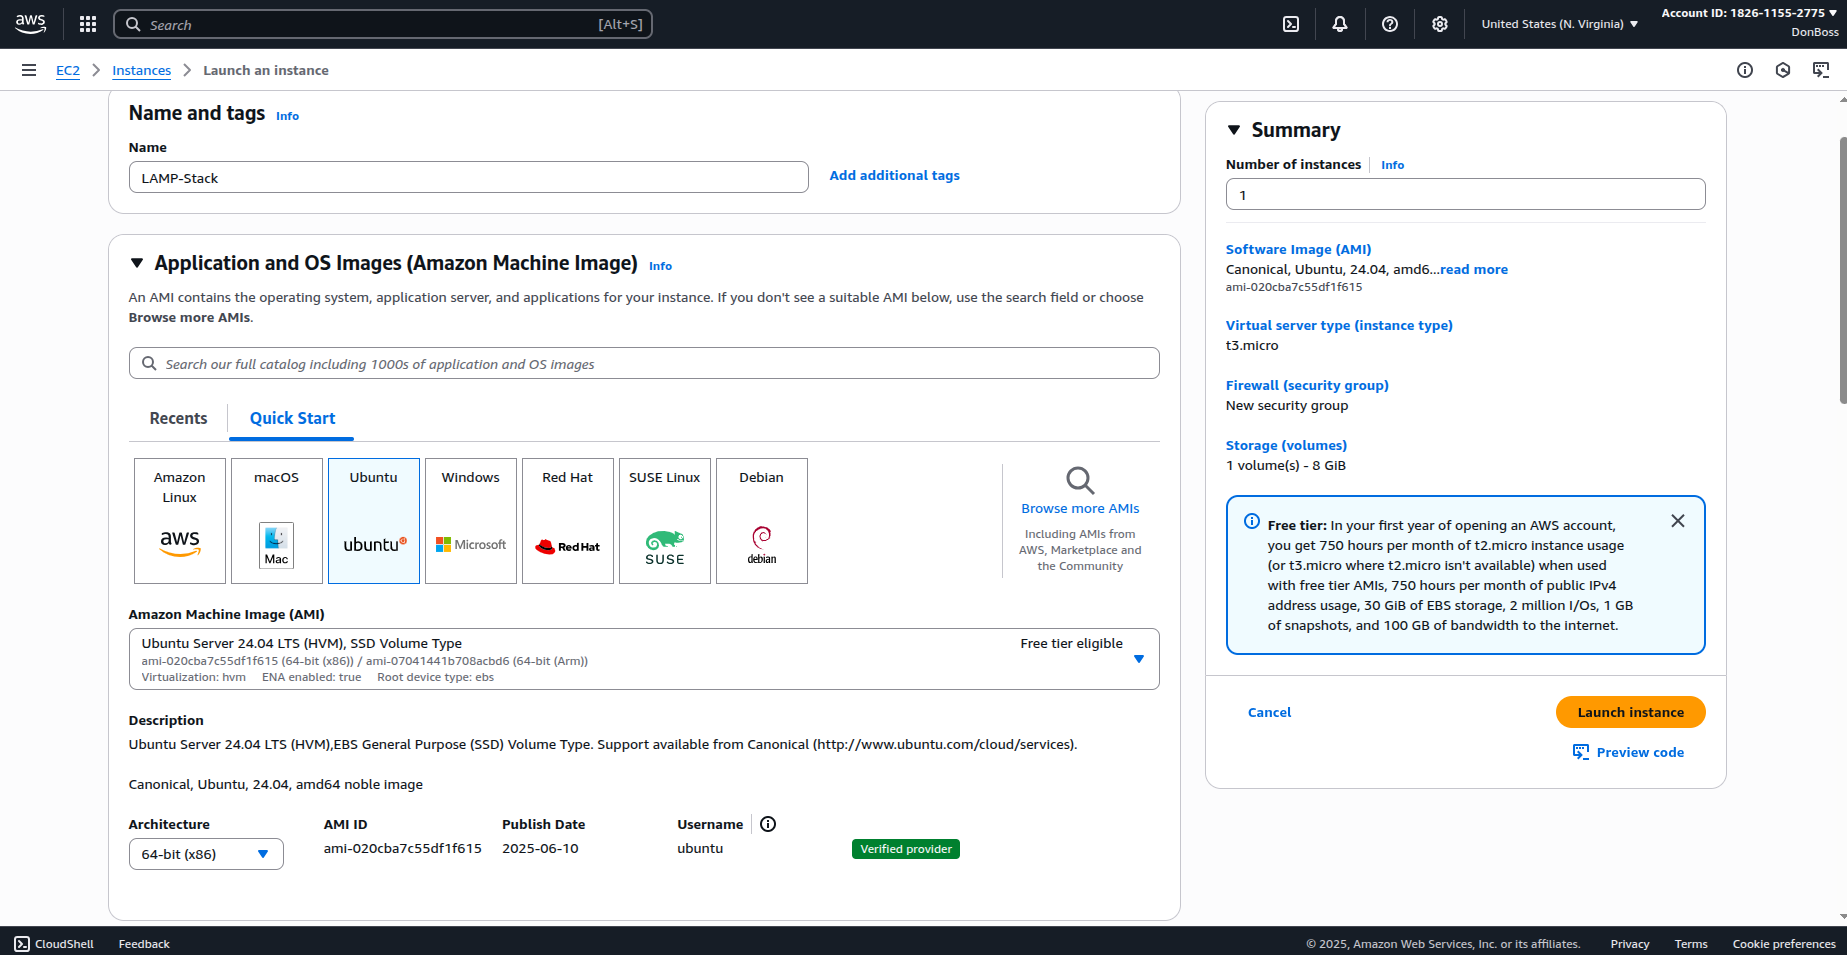 aws
Search
[Alt+S]
United States (N. Virginia)
Account ID: 1826-1155-2775
DonBoss
EC2
Instances
Launch an instance
Name and tags Info
Name
LAMP-Stack
Add additional tags
Application and OS Images (Amazon Machine Image) Info
An AMI contains the operating system, application server, and applications for your instance. If you don't see a suitable AMI below, use the search field or choose
Browse more AMIs.
Search our full catalog including 1000s of application and OS images
Recents
Quick Start
Amazon
Linux
aws
macOS
Mac
Ubuntu
ubuntu
Windows
Microsoft
Red Hat
Red Hat
SUSE Linux
SUSE
Debian
debian
Browse more AMIs
Including AMIs from
AWS, Marketplace and
the Community
Amazon Machine Image (AMI)
Ubuntu Server 24.04 LTS (HVM), SSD Volume Type
Free tier eligible
ami-020cba7c55df1f615 (64-bit (x86)) / ami-07041441b708acbd6 (64-bit (Arm))
Virtualization: hvm ENA enabled: true Root device type: ebs
Description
Ubuntu Server 24.04 LTS (HVM),EBS General Purpose (SSD) Volume Type. Support available from Canonical (http://www.ubuntu.com/cloud/services).
Canonical, Ubuntu, 24.04, amd64 noble image
Architecture
64-bit (x86)
AMI ID
ami-020cba7c55df1f615
Publish Date
2025-06-10
Username
ubuntu
Verified provider
Summary
Number of instances Info
1
Software Image (AMI)
Canonical, Ubuntu, 24.04, amd6...read more
ami-020cba7c55df1f615
Virtual server type (instance type)
t3.micro
Firewall (security group)
New security group
Storage (volumes)
1 volume(s) - 8 GiB
Free tier: In your first year of opening an AWS account,
you get 750 hours per month of t2.micro instance usage
(or t3.micro where t2.micro isn't available) when used
with free tier AMIs, 750 hours per month of public IPv4
address usage, 30 GiB of EBS storage, 2 million I/Os, 1 GB
of snapshots, and 100 GB of bandwidth to the internet.
Cancel
Launch instance
Preview code
CloudShell
Feedback
© 2025, Amazon Web Services, Inc. or its affiliates.
Privacy
Terms
Cookie preferences